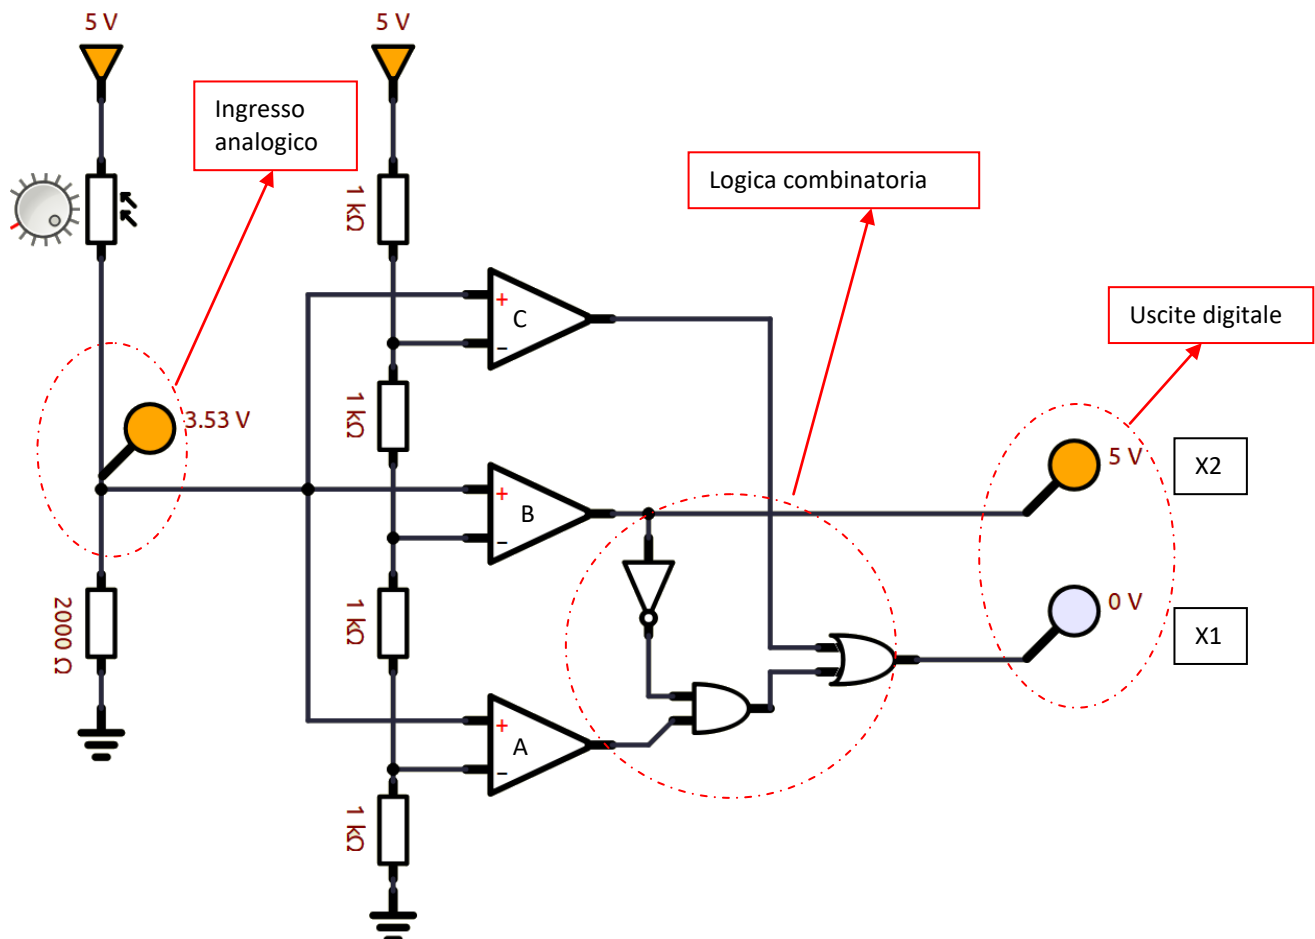 5 V
5 V
Ingresso
analogico
Logica combinatoria
1 kΩ
+
C
−
Uscite digitale
1 kΩ
3.53 V
5 V
X2
+
B
−
2000 Ω
1 kΩ
0 V
X1
+
A
−
1 kΩ